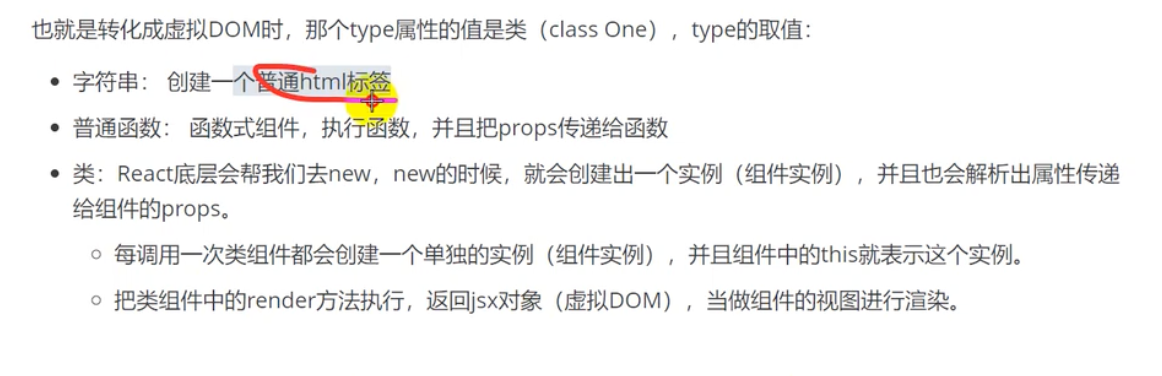 也就是转化成虚拟DOM时，那个type属性的值是类（class One），type的取值：
字符串： 创建一个普通html标签
普通函数： 函数式组件，执行函数，并且把props传递给函数
类：React底层会帮我们去new，new的时候，就会创建出一个实例（组件实例），并且也会解析出属性传递
给组件的props。
每调用一次类组件都会创建一个单独的实例（组件实例），并且组件中的this就表示这个实例。
把类组件中的render方法执行，返回jsx对象（虚拟DOM），当做组件的视图进行渲染。